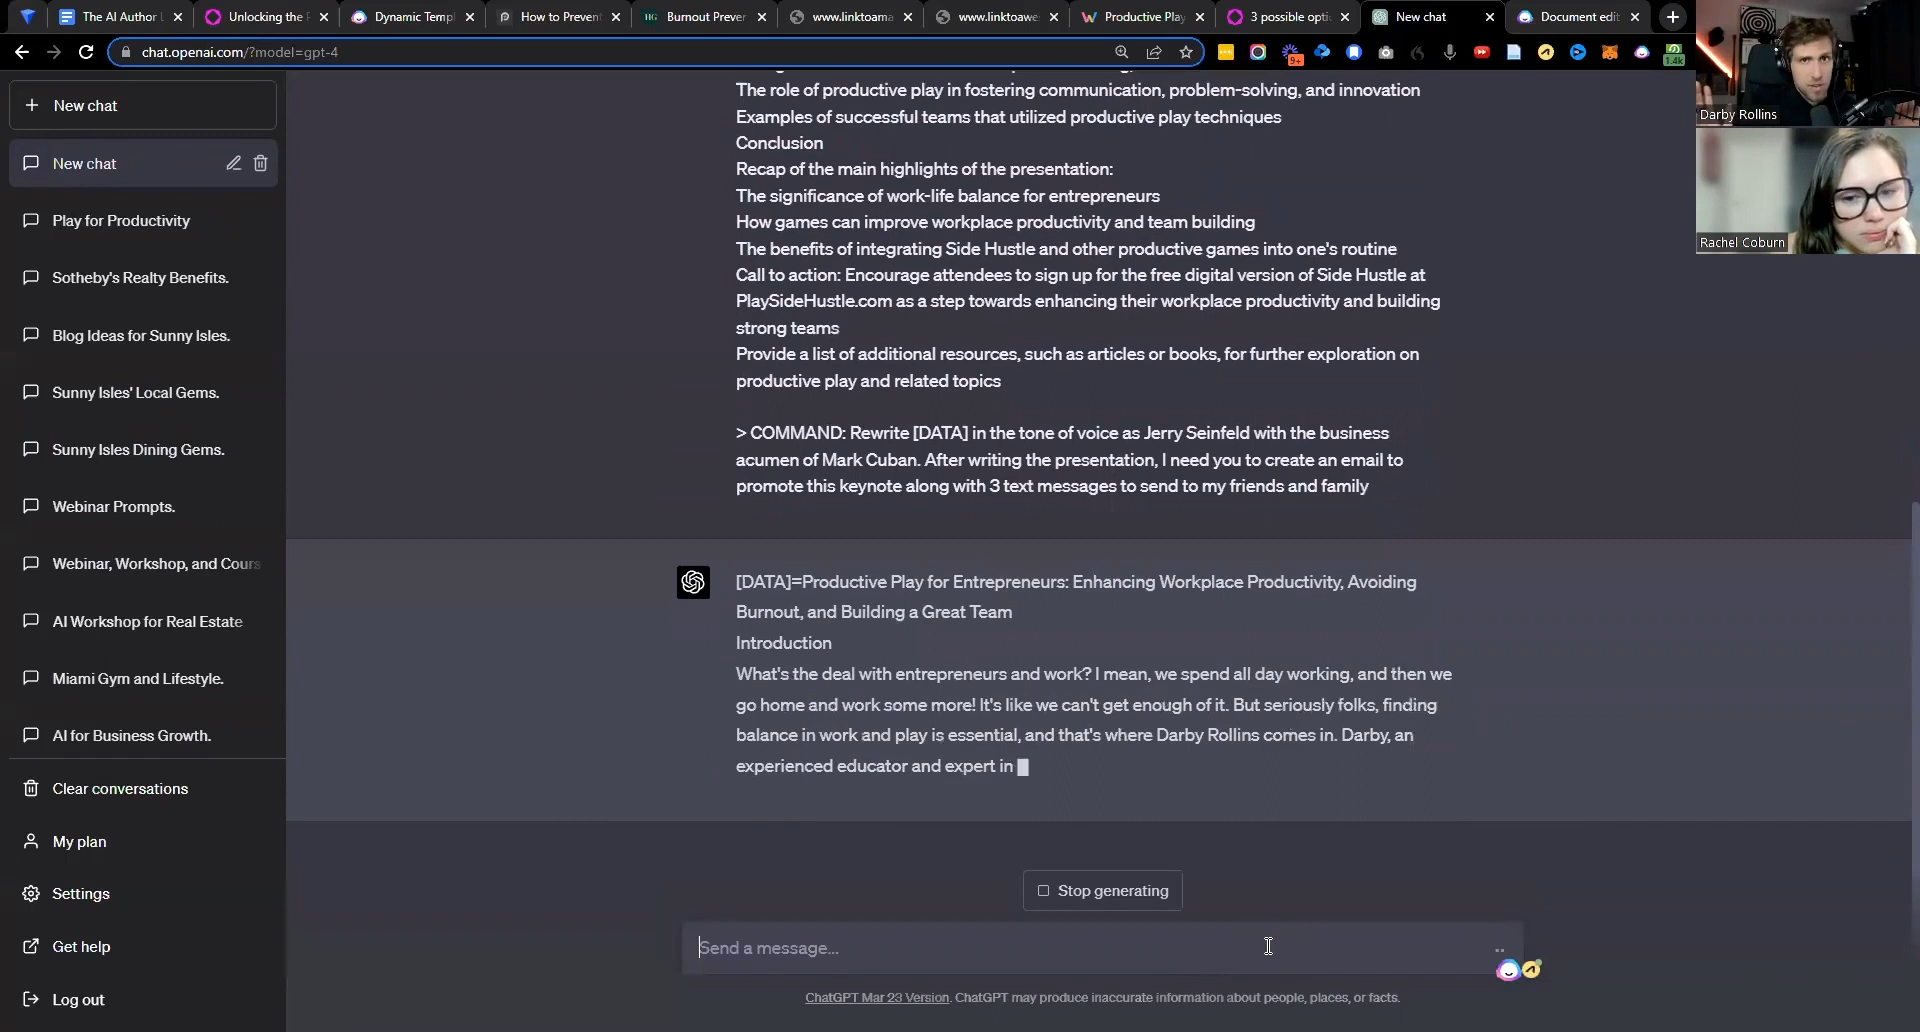 The AI Author L
Unlocking the P
Dynamic Templ
How to Prevent
Burnout Preven
www.linktoama
www.linktoawe
Productive Play
3 possible optio
New chat
Document edit
chat.openai.com/?model=gpt-4
9+
1.4k
Darby Rollins
Rachel Coburn
New chat
New chat
Play for Productivity
Sotheby's Realty Benefits.
Blog Ideas for Sunny Isles.
Sunny Isles' Local Gems.
Sunny Isles Dining Gems.
Webinar Prompts.
Webinar, Workshop, and Cours
AI Workshop for Real Estate
Miami Gym and Lifestyle.
AI for Business Growth.
Clear conversations
My plan
Settings
Get help
Log out
The role of productive play in fostering communication, problem-solving, and innovation
Examples of successful teams that utilized productive play techniques
Conclusion
Recap of the main highlights of the presentation:
The significance of work-life balance for entrepreneurs
How games can improve workplace productivity and team building
The benefits of integrating Side Hustle and other productive games into one's routine
Call to action: Encourage attendees to sign up for the free digital version of Side Hustle at
PlaySideHustle.com as a step towards enhancing their workplace productivity and building
strong teams
Provide a list of additional resources, such as articles or books, for further exploration on
productive play and related topics
> COMMAND: Rewrite [DATA] in the tone of voice as Jerry Seinfeld with the business
acumen of Mark Cuban. After writing the presentation, I need you to create an email to
promote this keynote along with 3 text messages to send to my friends and family
[DATA]=Productive Play for Entrepreneurs: Enhancing Workplace Productivity, Avoiding
Burnout, and Building a Great Team
Introduction
What's the deal with entrepreneurs and work? I mean, we spend all day working, and then we
go home and work some more! It's like we can't get enough of it. But seriously folks, finding
balance in work and play is essential, and that's where Darby Rollins comes in. Darby, an
experienced educator and expert in
Stop generating
Send a message...
ChatGPT Mar 23 Version. ChatGPT may produce inaccurate information about people, places, or facts.